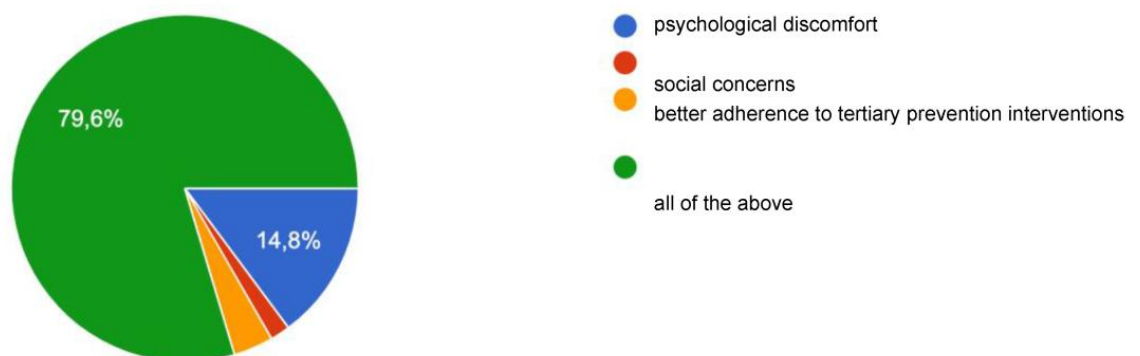 79,6%
14,8%
psychological discomfort
social concerns
better adherence to tertiary prevention interventions
all of the above